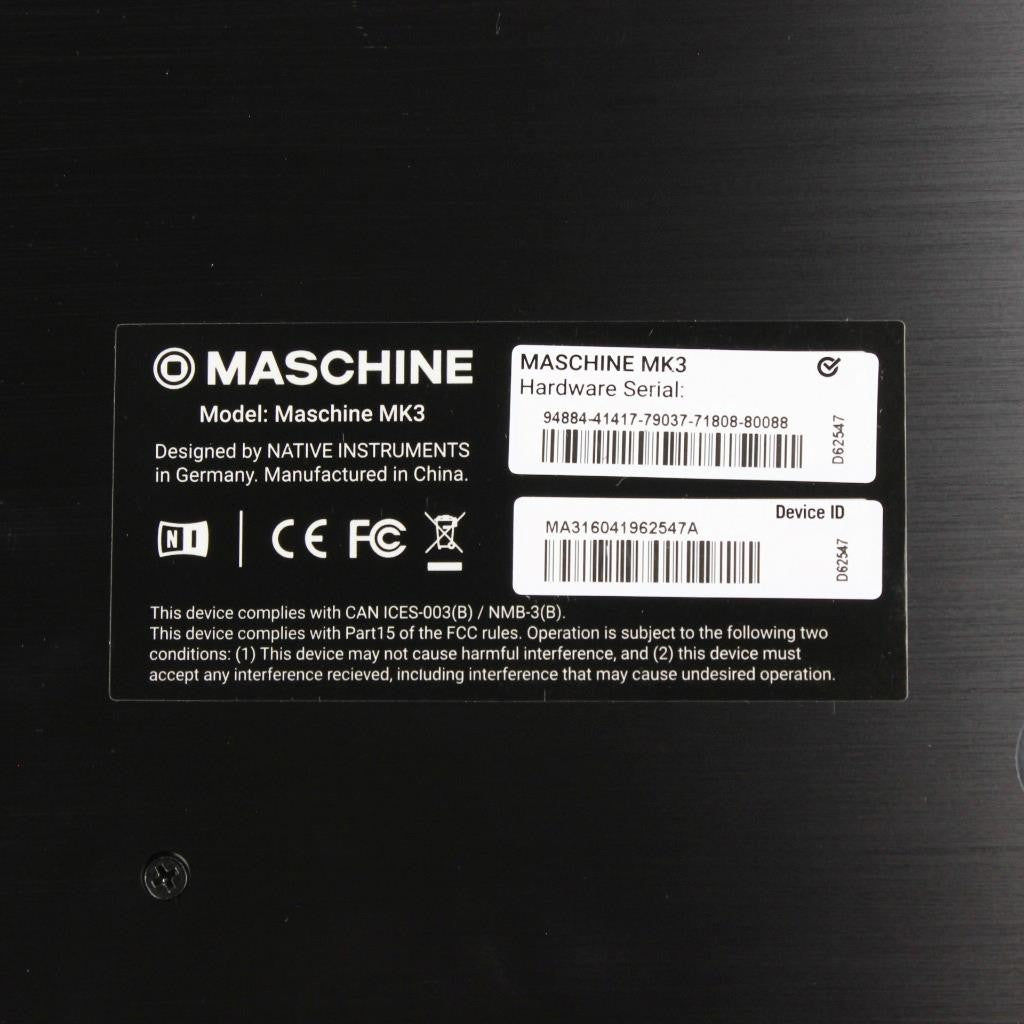 MASCHINE
Model: Maschine MK3
Designed by NATIVE INSTRUMENTS
in Germany. Manufactured in China.
NI
CE FC
MASCHINE MK3
Hardware Serial:
94884-41417-79037-71808-80088
D62547
Device ID
MA316041962547A
D62547
This device complies with CAN ICES-003(B) / NMB-3(B).
This device complies with Part15 of the FCC rules. Operation is subject to the following two
conditions: (1) This device may not cause harmful interference, and (2) this device must
accept any interference recieved, including interference that may cause undesired operation.